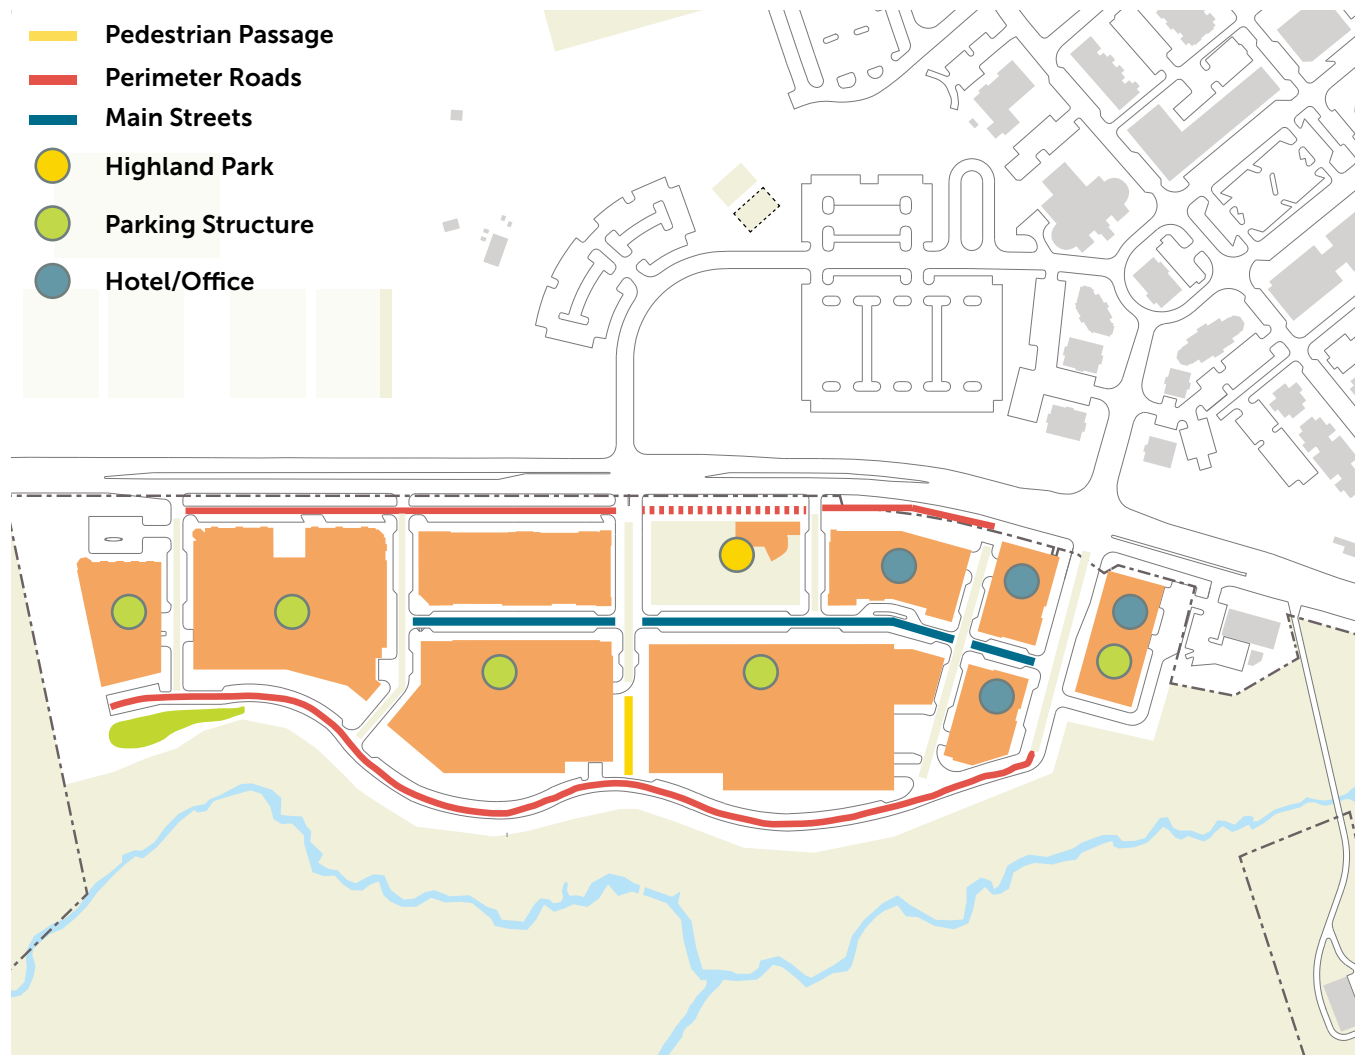 Pedestrian Passage
Perimeter Roads
Main Streets
Highland Park
Parking Structure
Hotel/Office